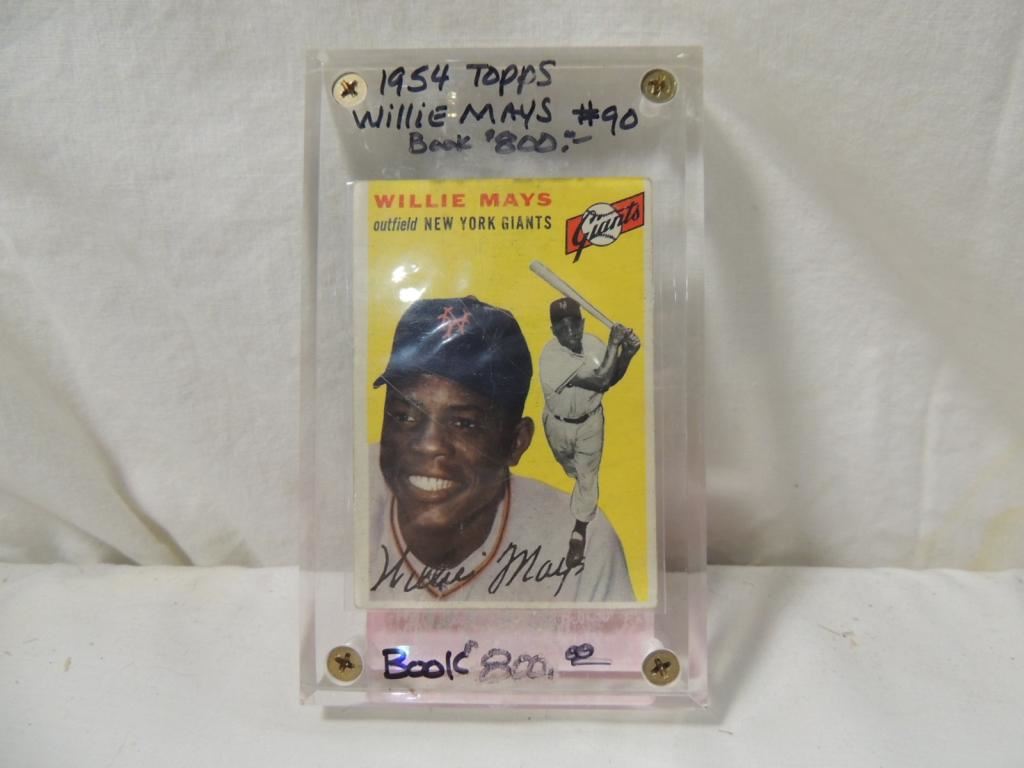 1954 TOPPS
WilliE MAYS #90
Book $800.-
WILLIE MAYS
outfield NEW YORK GIANTS
Giants
Willie Mays
Book $800.00